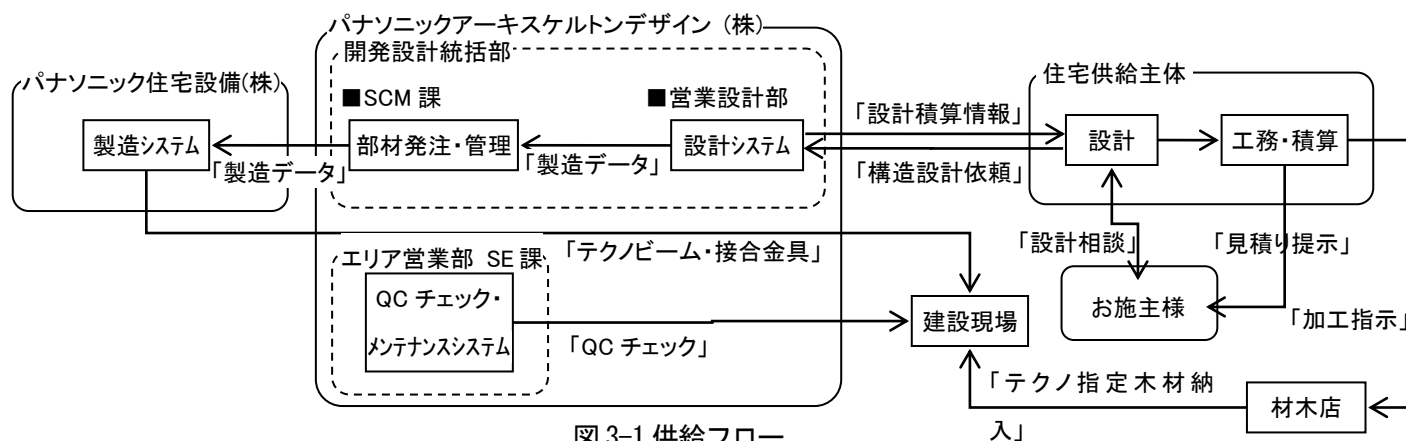 パナソニックアーキスケルトンデザイン (株)
開発設計統括部
パナソニック住宅設備(株)
住宅供給主体
■SCM 課
■営業設計部
製造システム
部材発注・管理
設計システム
設計
工務・積算
「設計積算情報」
「製造データ」
「製造データ」
「構造設計依頼」
エリア営業部 SE 課
「テクノビーム・接合金具」
「設計相談」
「見積り提示」
QC チェック・
メンテナンスシステム
建設現場
お施主様
「加工指示」
「QC チェック」
「テクノ指定木材納
入」
材木店
図 3-1 供給フロー